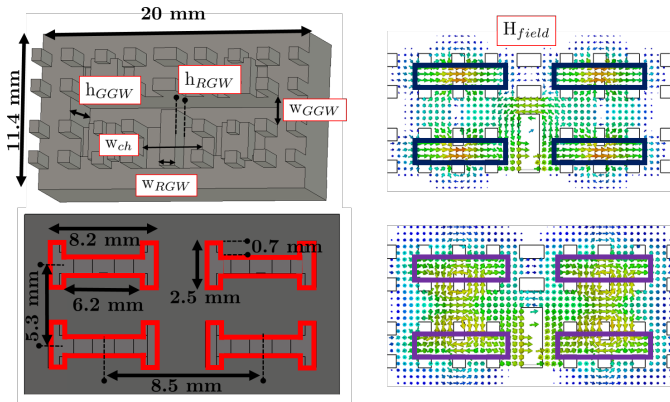 20 mm
H_field
h_GGW
h_RGW
11.4 mm
w_GGW
w_ch
w_RGW
8.2 mm
0.7 mm
2.5 mm
6.2 mm
5.3 mm
8.5 mm